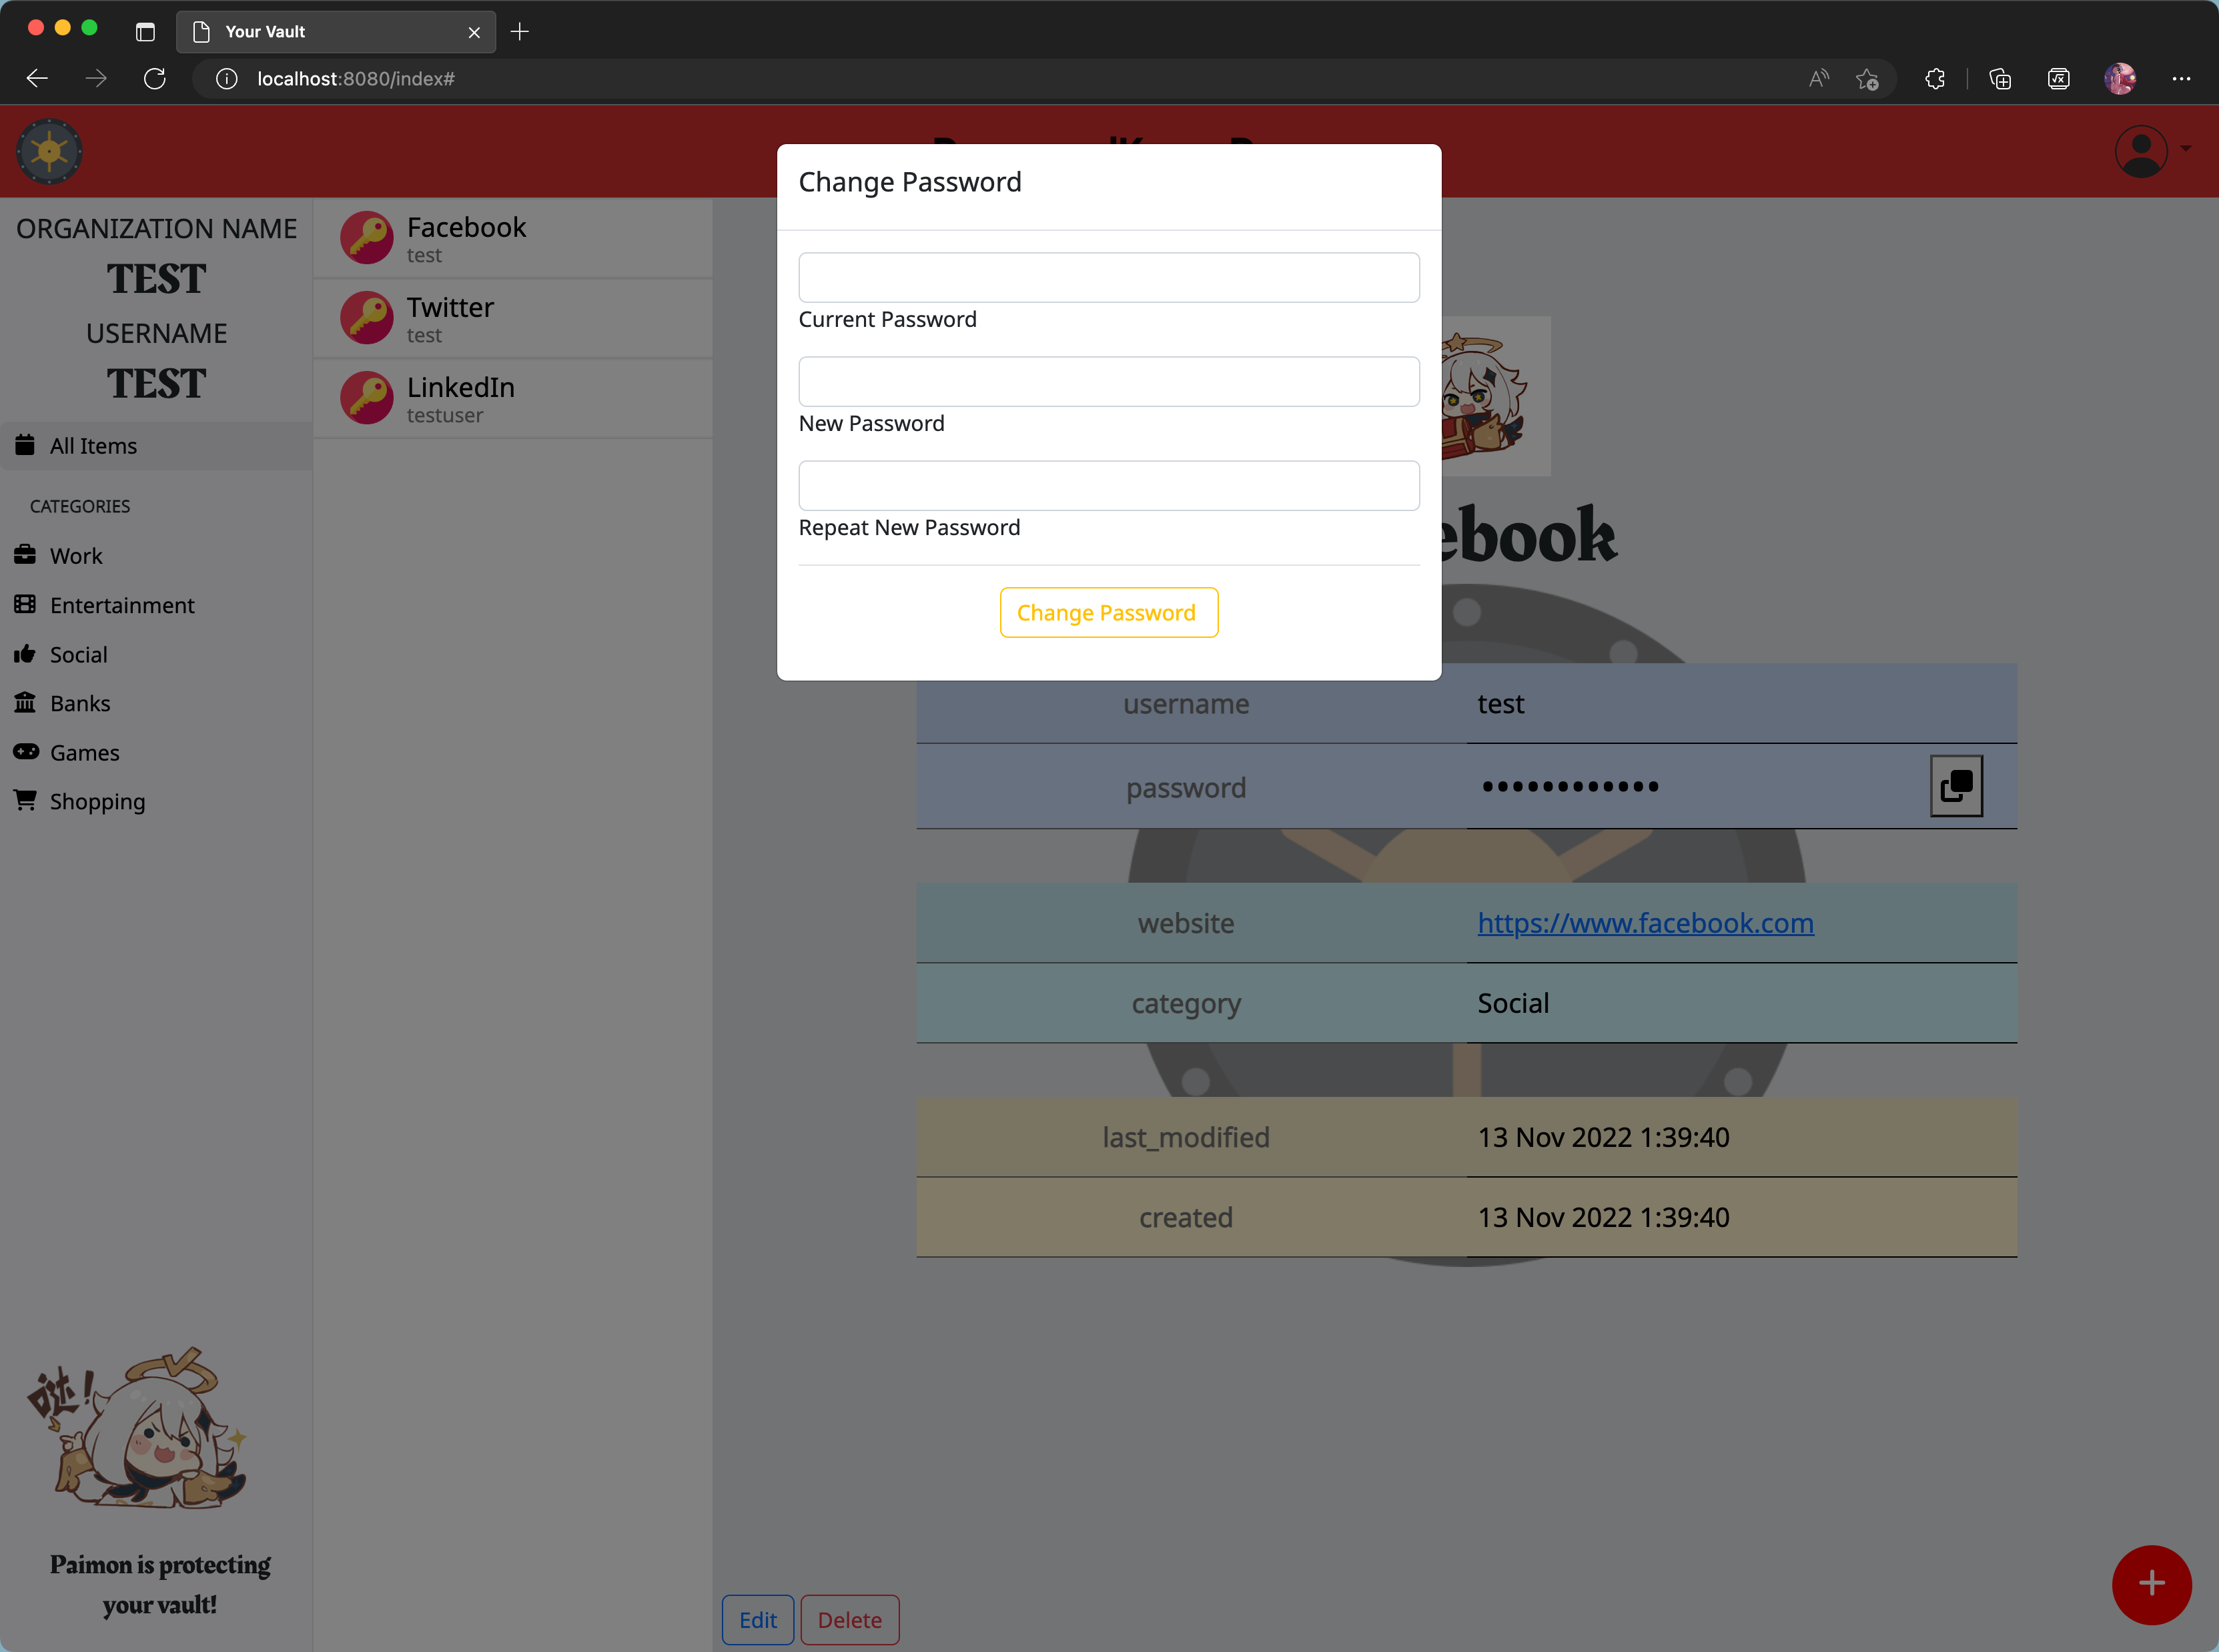 Your Vault
localhost:8080/index#
ORGANIZATION NAME
TEST
USERNAME
TEST
All Items
CATEGORIES
Work
Entertainment
Social
Banks
Games
Shopping
哒!
Paimon is protecting
your vault!
Facebook
test
Twitter
test
LinkedIn
testuser
Change Password
Current Password
New Password
Repeat New Password
Change Password
ebook
username test
password ••••••••••••
website https://www.facebook.com
category Social
last_modified 13 Nov 2022 1:39:40
created 13 Nov 2022 1:39:40
Edit Delete